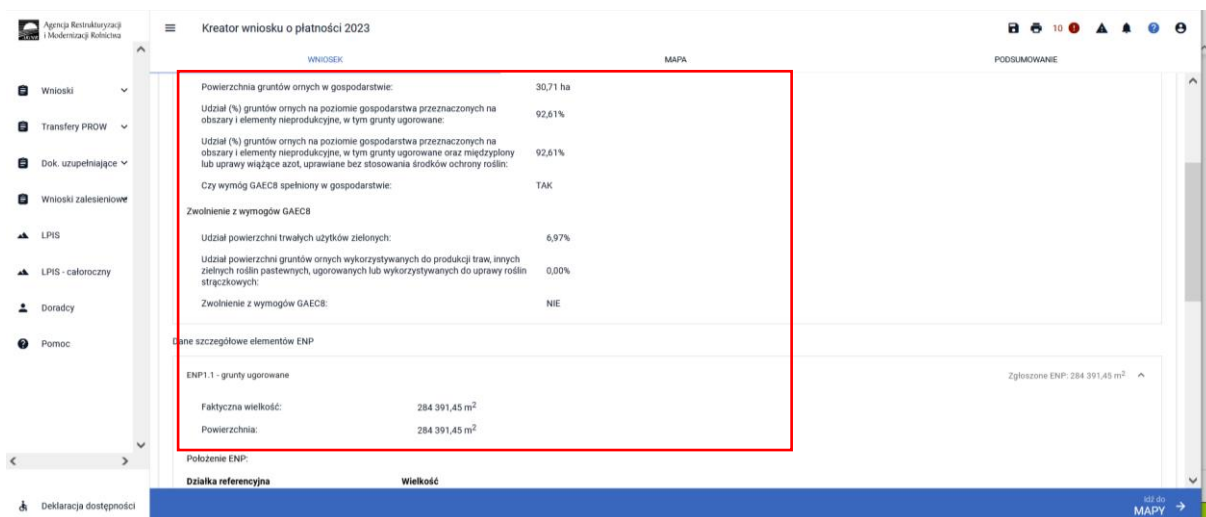 Agencja Restrukturyzacji
i Modernizacji Rolnictwa
Kreator wniosku o płatności 2023
10
WNIOSEK
MAPA
PODSUMOWANIE
Wnioski
Transfery PROW
Dok. uzupełniające
Wnioski zalesieniowe
LPIS
LPIS - całoroczny
Doradcy
Pomoc
Deklaracja dostępności
Powierzchnia gruntów ornych w gospodarstwie: 30,71 ha
Udział (%) gruntów ornych na poziomie gospodarstwa przeznaczonych na
obszary i elementy nieprodukcyjne, w tym grunty ugorowane: 92,61%
Udział (%) gruntów ornych na poziomie gospodarstwa przeznaczonych na
obszary i elementy nieprodukcyjne, w tym grunty ugorowane oraz międzyplony 92,61%
lub uprawy wiążące azot, uprawiane bez stosowania środków ochrony roślin:
Czy wymóg GAEC8 spełniony w gospodarstwie: TAK
Zwolnienie z wymogów GAEC8
Udział powierzchni trwałych użytków zielonych: 6,97%
Udział powierzchni gruntów ornych wykorzystywanych do produkcji traw, innych
zielnych roślin pastewnych, ugorowanych lub wykorzystywanych do uprawy roślin 0,00%
strączkowych:
Zwolnienie z wymogów GAEC8: NIE
Dane szczegółowe elementów ENP
ENP1.1 - grunty ugorowane Zgłoszone ENP: 284 391,45 m²
Faktyczna wielkość: 284 391,45 m²
Powierzchnia: 284 391,45 m²
Położenie ENP:
Działka referencyjna Wielkość
Idź do
MAPY